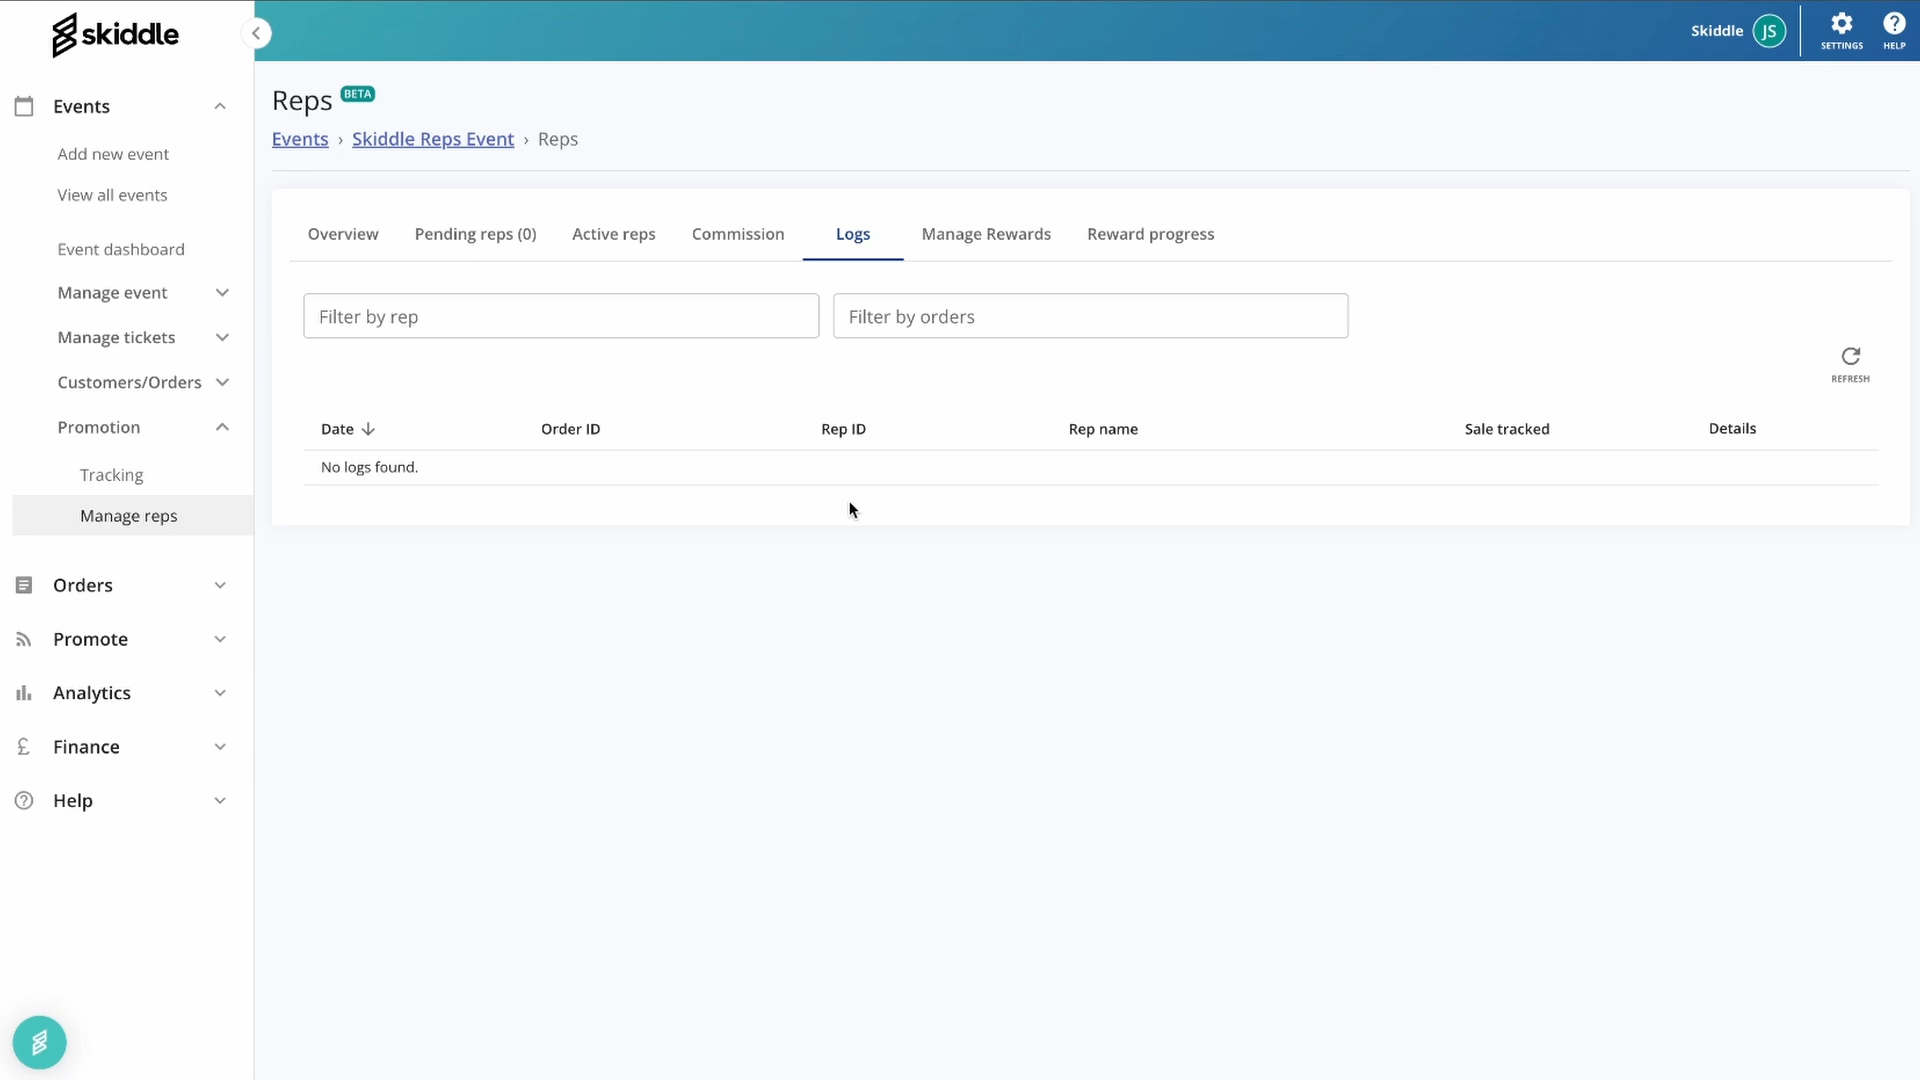 skiddle
Skiddle JS
SETTINGS
HELP
Events
Add new event
View all events
Event dashboard
Manage event
Manage tickets
Customers/Orders
Promotion
Tracking
Manage reps
Orders
Promote
Analytics
£ Finance
Help
Reps BETA
Events › Skiddle Reps Event › Reps
Overview Pending reps (0) Active reps Commission Logs Manage Rewards Reward progress
Filter by rep Filter by orders
REFRESH
Date Order ID Rep ID Rep name Sale tracked Details
No logs found.